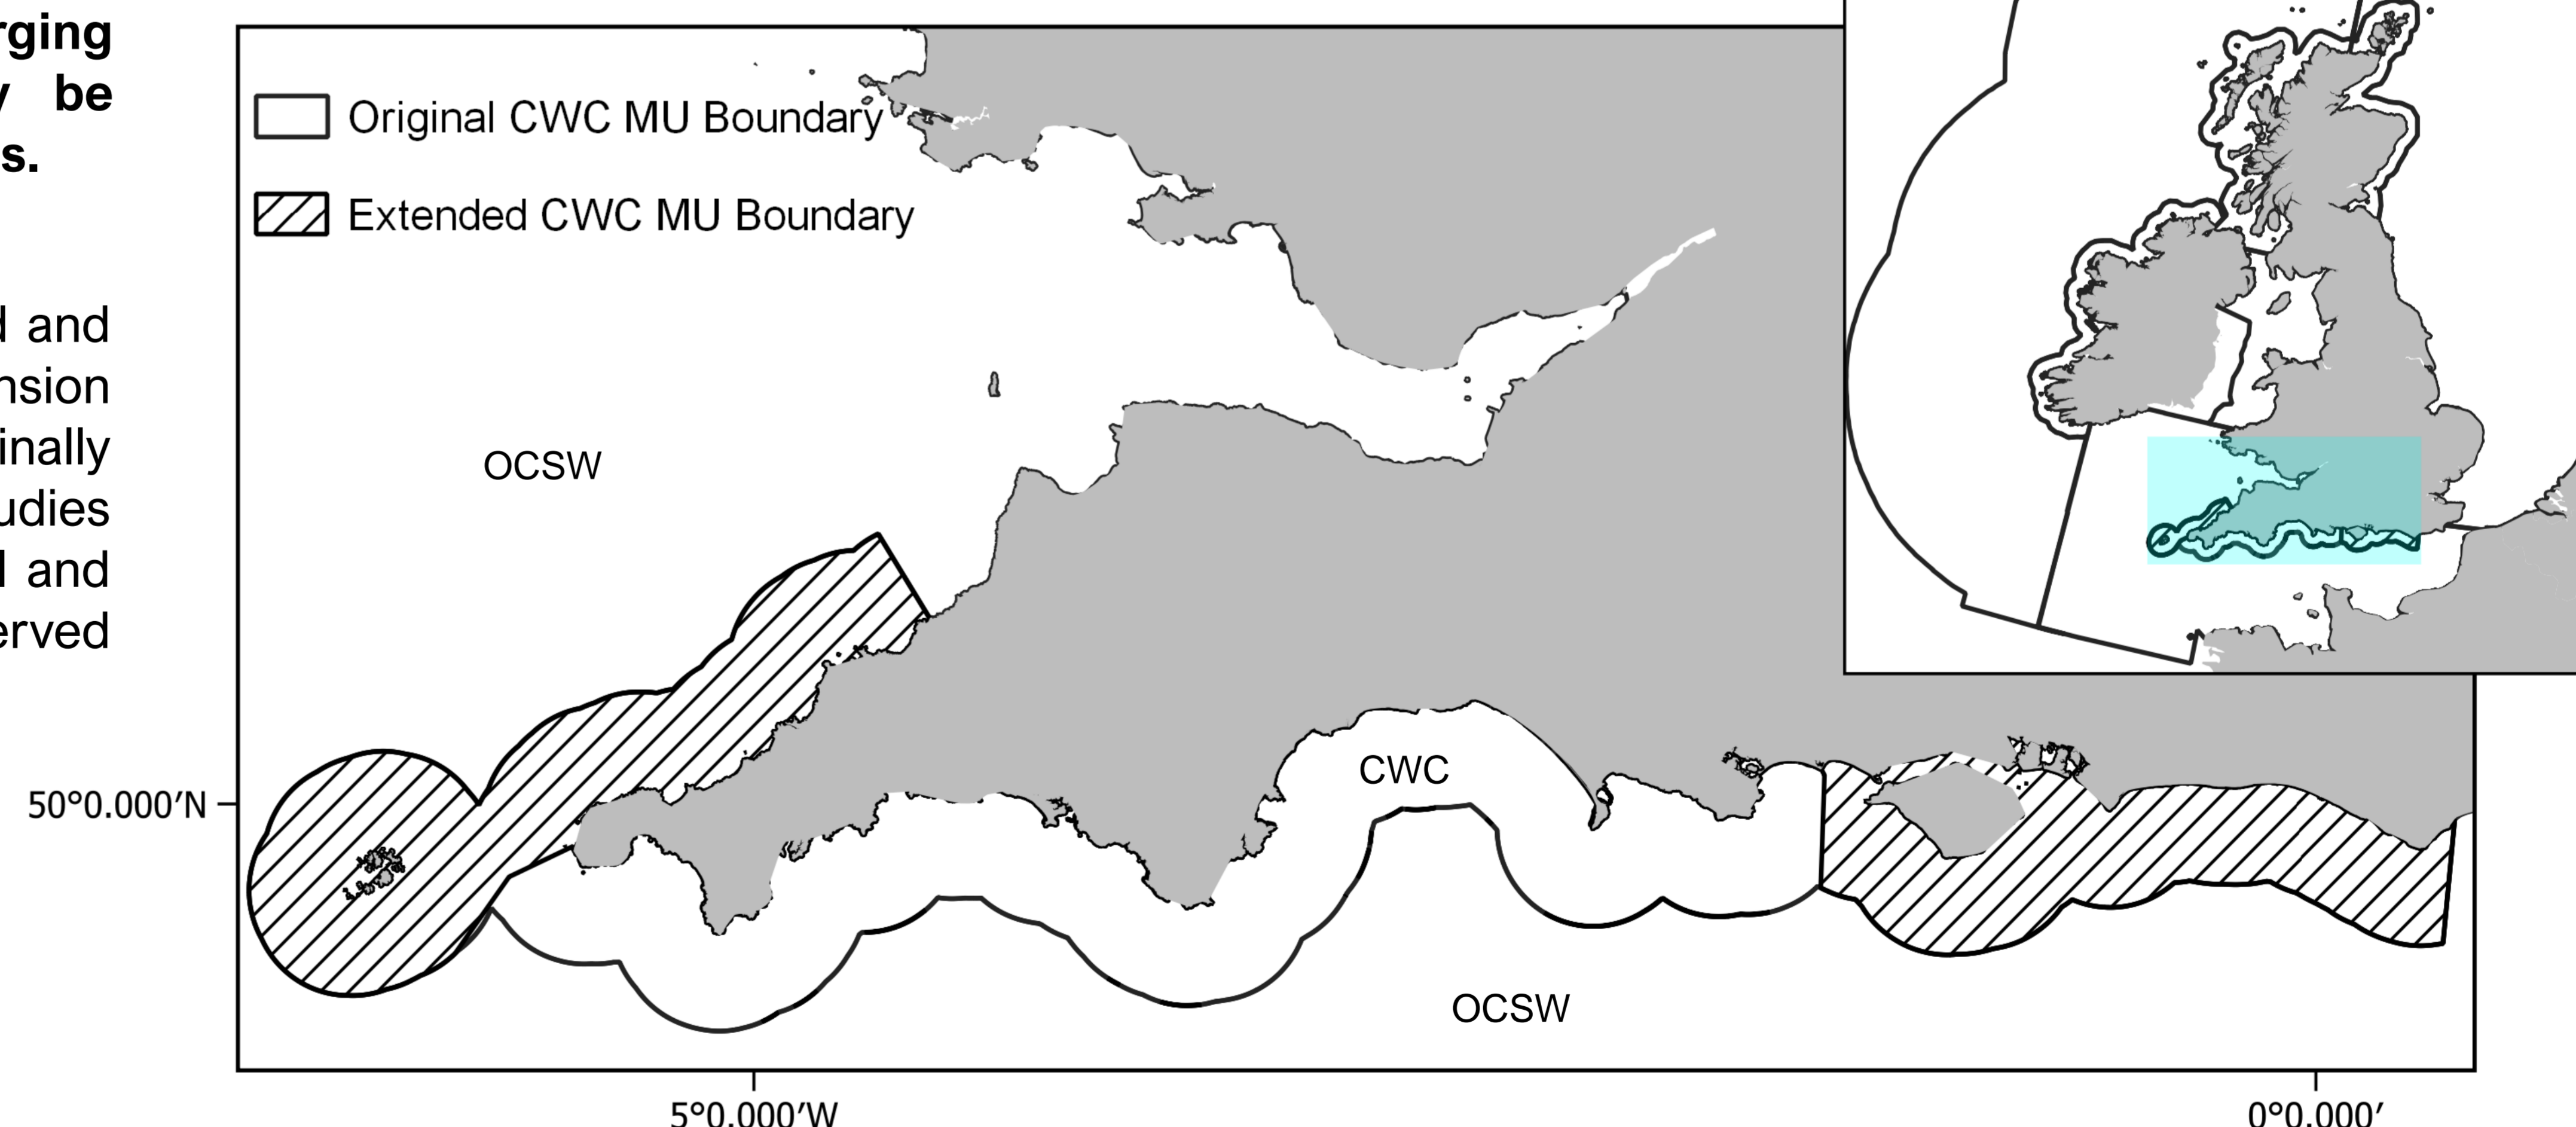 rging
y be
s.
d and
nsion
inally
udies
l and
erved
Original CWC MU Boundary
Extended CWC MU Boundary
OCSW
CWC
OCSW
50°0.000′N
5°0.000′W
0°0.000′